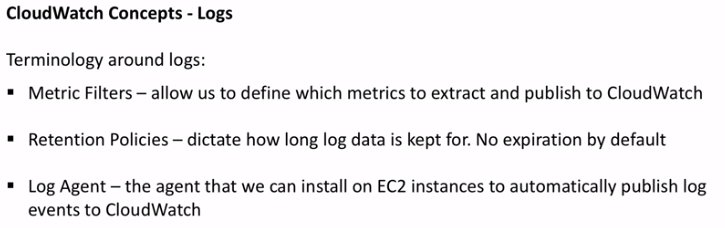 CloudWatch Concepts - Logs
Terminology around logs:
▪ Metric Filters – allow us to define which metrics to extract and publish to CloudWatch
▪ Retention Policies – dictate how long log data is kept for. No expiration by default
▪ Log Agent – the agent that we can install on EC2 instances to automatically publish log
events to CloudWatch